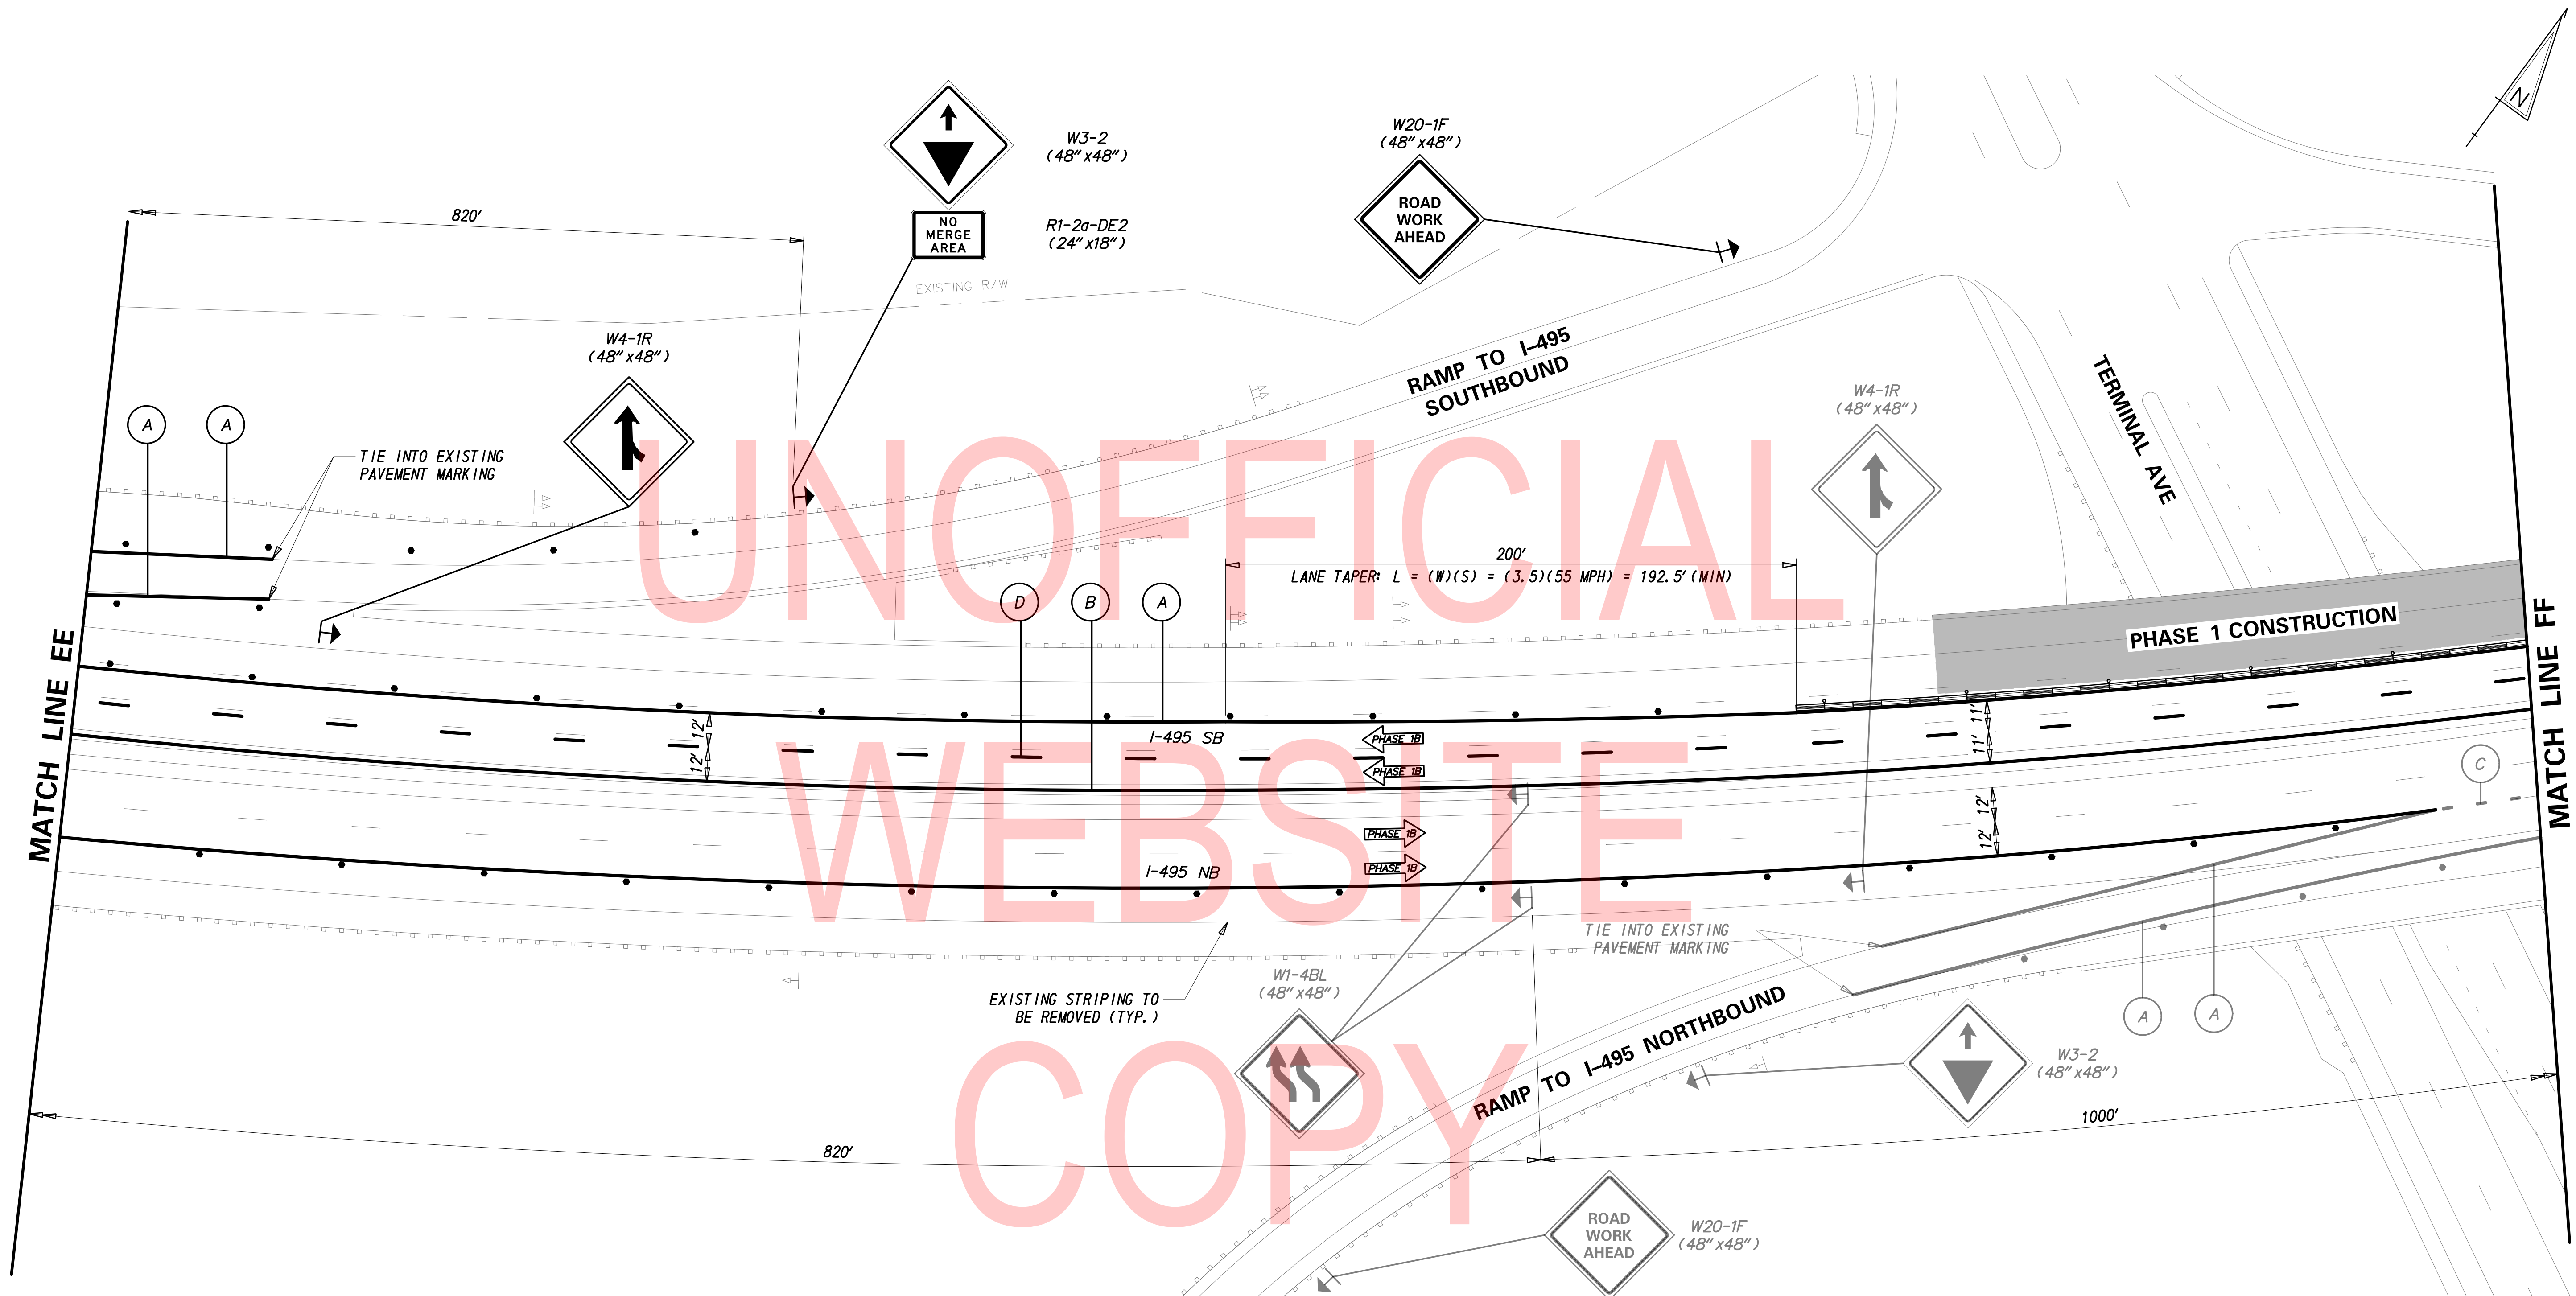 N
W3-2
(48"x48")
NO
MERGE
AREA
R1-2a-DE2
(24"x18")
W20-1F
(48"x48")
ROAD
WORK
AHEAD
820'
EXISTING R/W
W4-1R
(48"x48")
RAMP TO I-495
SOUTHBOUND
W4-1R
(48"x48")
TERMINAL AVE
A
A
TIE INTO EXISTING
PAVEMENT MARKING
UNOFFICIAL
WEBSITE
COPY
200'
LANE TAPER: L = (W)(S) = (3.5)(55 MPH) = 192.5'(MIN)
D
B
A
PHASE 1 CONSTRUCTION
MATCH LINE EE
MATCH LINE FF
12'
12'
I-495 SB
PHASE 1B
PHASE 1B
11'
11'
C
PHASE 1B
PHASE 1B
I-495 NB
12'
12'
TIE INTO EXISTING
PAVEMENT MARKING
W1-4BL
(48"x48")
EXISTING STRIPING TO
BE REMOVED (TYP.)
RAMP TO I-495 NORTHBOUND
A
A
W3-2
(48"x48")
820'
1000'
ROAD
WORK
AHEAD
W20-1F
(48"x48")